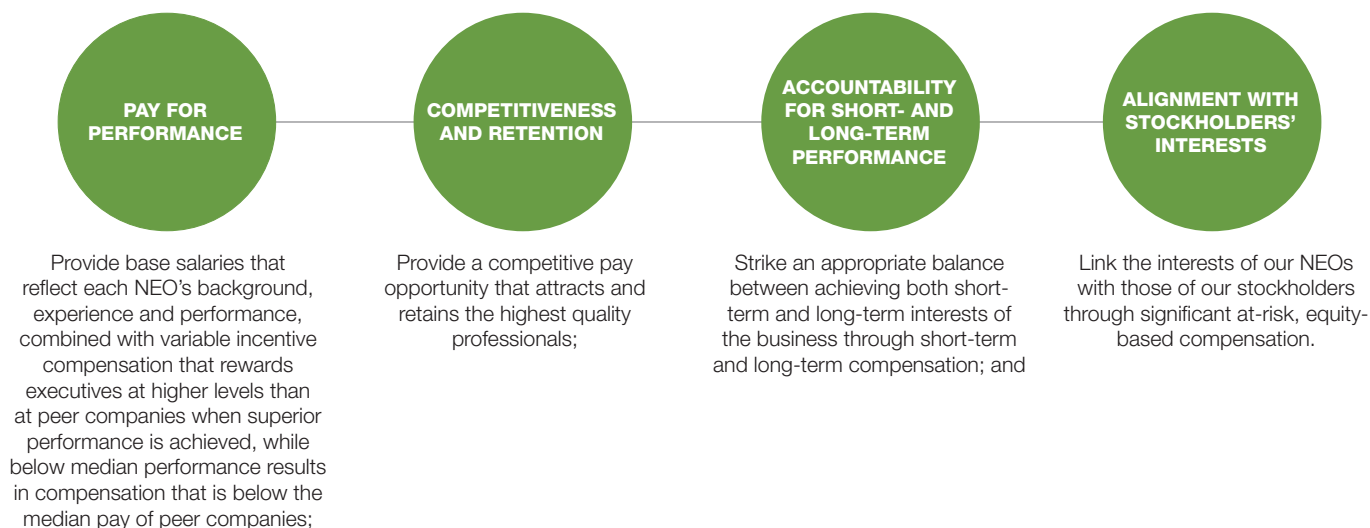 PAY FOR
PERFORMANCE
Provide base salaries that
reflect each NEO’s background,
experience and performance,
combined with variable incentive
compensation that rewards
executives at higher levels than
at peer companies when superior
performance is achieved, while
below median performance results
in compensation that is below the
median pay of peer companies;
COMPETITIVENESS
AND RETENTION
Provide a competitive pay
opportunity that attracts and
retains the highest quality
professionals;
ACCOUNTABILITY
FOR SHORT- AND
LONG-TERM
PERFORMANCE
Strike an appropriate balance
between achieving both short-
term and long-term interests of
the business through short-term
and long-term compensation; and
ALIGNMENT WITH
STOCKHOLDERS’
INTERESTS
Link the interests of our NEOs
with those of our stockholders
through significant at-risk, equity-
based compensation.